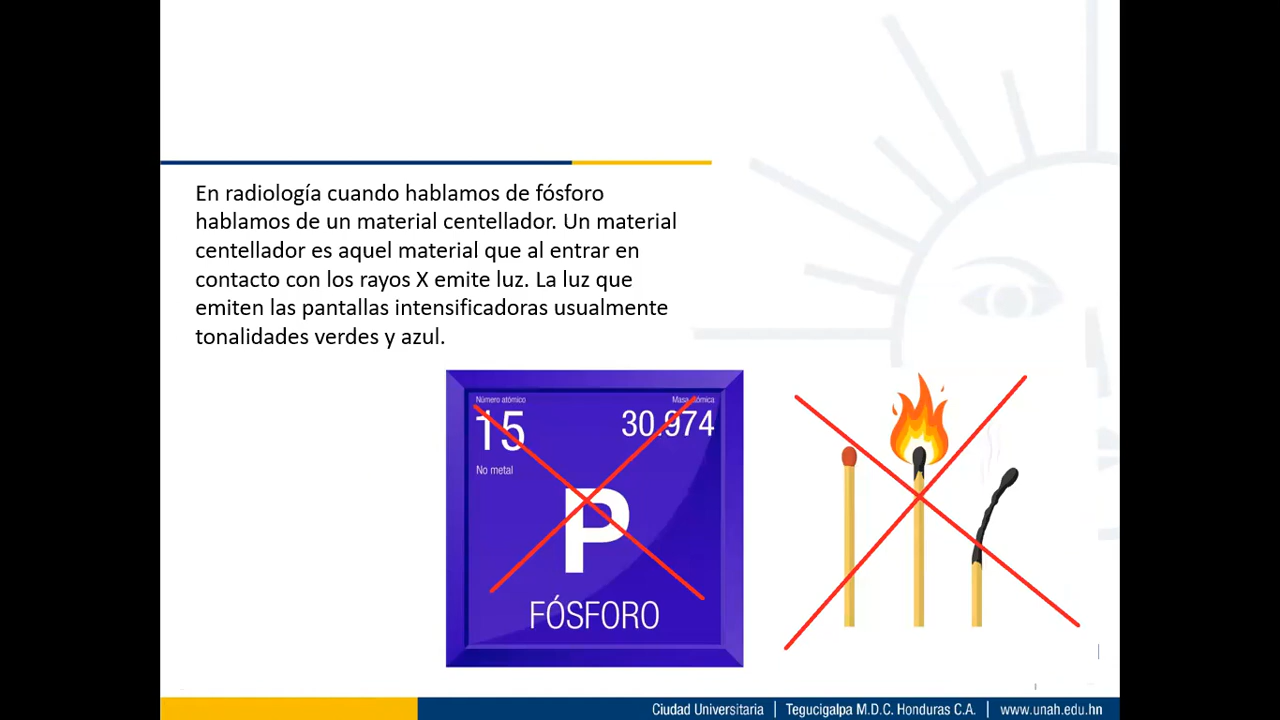 En radiología cuando hablamos de fósforo
hablamos de un material centellador. Un material
centellador es aquel material que al entrar en
contacto con los rayos X emite luz. La luz que
emiten las pantallas intensificadoras usualmente
tonalidades verdes y azul.
Número atómico
Masa atómica
15
30.974
No metal
P
FÓSFORO
Ciudad Universitaria | Tegucigalpa M.D.C. Honduras C.A. | www.unah.edu.hn